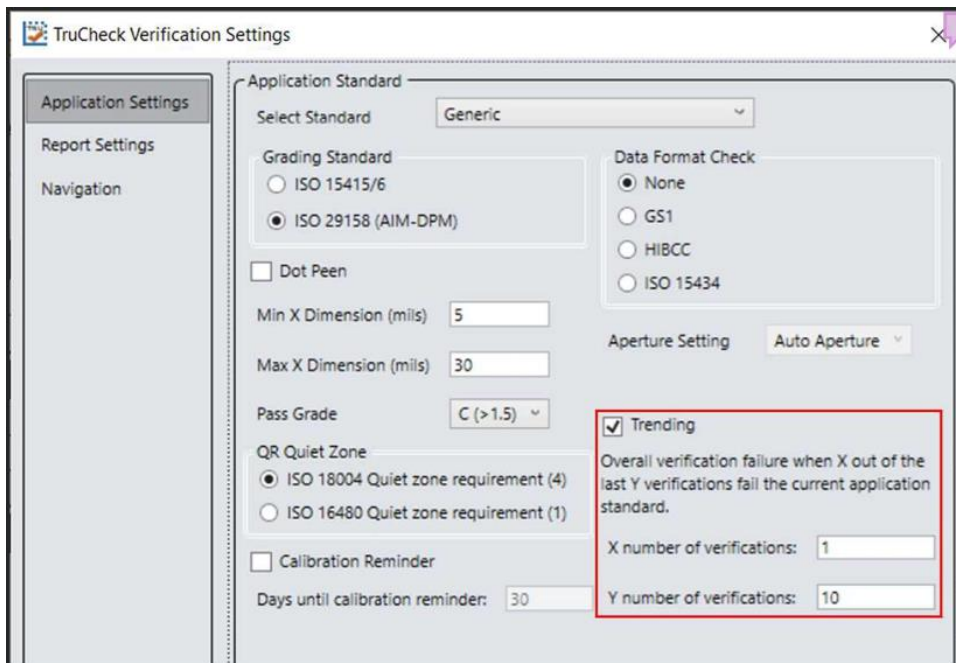 TruCheck Verification Settings
Application Settings
Report Settings
Navigation
Application Standard
Select Standard Generic
Grading Standard
ISO 15415/6
ISO 29158 (AIM-DPM)
Data Format Check
None
GS1
HIBCC
ISO 15434
Dot Peen
Min X Dimension (mils) 5
Max X Dimension (mils) 30
Aperture Setting Auto Aperture
Pass Grade C (>1.5)
QR Quiet Zone
ISO 18004 Quiet zone requirement (4)
ISO 16480 Quiet zone requirement (1)
Calibration Reminder
Days until calibration reminder: 30
Trending
Overall verification failure when X out of the
last Y verifications fail the current application
standard.
X number of verifications: 1
Y number of verifications: 10